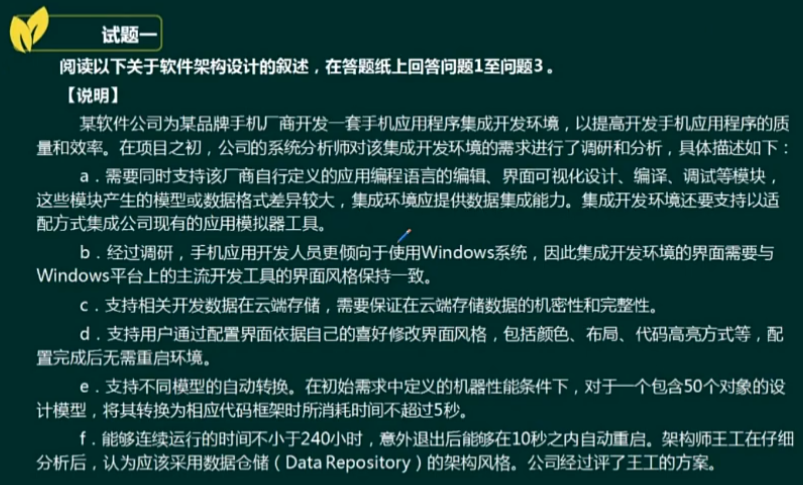 试题一
阅读以下关于软件架构设计的叙述，在答题纸上回答问题1至问题3。
【说明】
某软件公司为某品牌手机厂商开发一套手机应用程序集成开发环境，以提高开发手机应用程序的质
量和效率。在项目之初，公司的系统分析师对该集成开发环境的需求进行了调研和分析，具体描述如下：
a．需要同时支持该厂商自行定义的应用编程语言的编辑、界面可视化设计、编译、调试等模块，
这些模块产生的模型或数据格式差异较大，集成环境应提供数据集成能力。集成开发环境还要支持以适
配方式集成公司现有的应用模拟器工具。
b．经过调研，手机应用开发人员更倾向于使用Windows系统，因此集成开发环境的界面需要与
Windows平台上的主流开发工具的界面风格保持一致。
c．支持相关开发数据在云端存储，需要保证在云端存储数据的机密性和完整性。
d．支持用户通过配置界面依据自己的喜好修改界面风格，包括颜色、布局、代码高亮方式等，配
置完成后无需重启环境。
e．支持不同模型的自动转换。在初始需求中定义的机器性能条件下，对于一个包含50个对象的设
计模型，将其转换为相应代码框架时所消耗时间不超过5秒。
f．能够连续运行的时间不小于240小时，意外退出后能够在10秒之内自动重启。架构师王工在仔细
分析后，认为应该采用数据仓储（Data Repository）的架构风格。公司经过评了王工的方案。